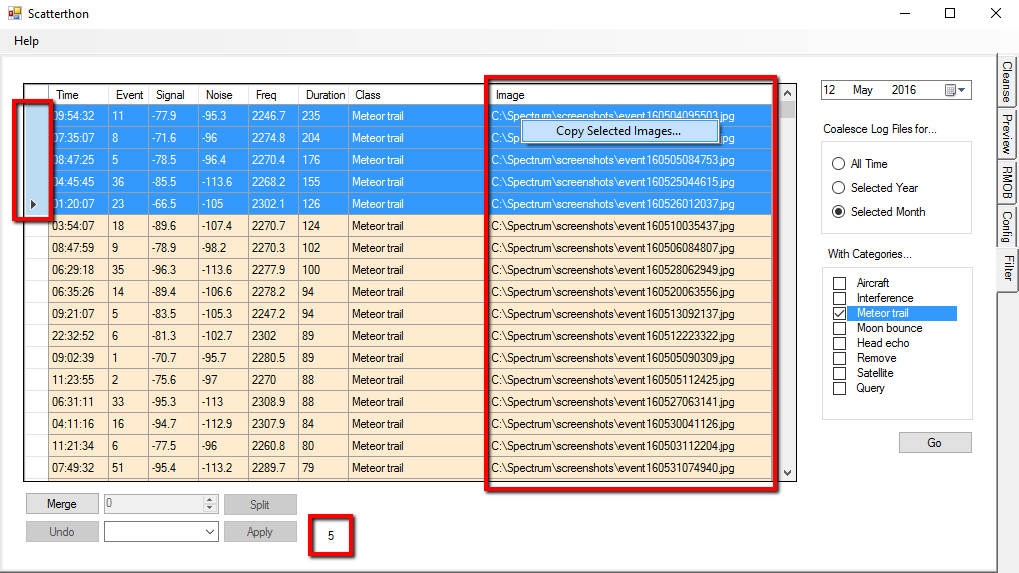 Scatterthon
Help
Time Event Signal Noise Freq Duration Class Image
09:54:32 11 -77.9 -95.3 2246.7 235 Meteor trail C:\Spectrum\screenshots\event160504095503.jpg
Copy Selected Images...
07:35:07 8 -71.6 -96 2274.8 204 Meteor trail
08:47:25 5 -78.5 -96.4 2270.4 176 Meteor trail C:\Spectrum\screenshots\event160505084753.jpg
04:45:45 36 -85.5 -113.6 2268.2 155 Meteor trail C:\Spectrum\screenshots\event160525044615.jpg
01:20:07 23 -66.5 -105 2302.1 126 Meteor trail C:\Spectrum\screenshots\event160526012037.jpg
03:54:07 18 -89.6 -107.4 2270.7 124 Meteor trail C:\Spectrum\screenshots\event160510035437.jpg
08:47:59 9 -78.9 -98.2 2270.3 102 Meteor trail C:\Spectrum\screenshots\event160506084807.jpg
06:29:18 35 -96.3 -113.6 2277.9 100 Meteor trail C:\Spectrum\screenshots\event160528062949.jpg
06:35:26 14 -89.4 -106.6 2278.2 94 Meteor trail C:\Spectrum\screenshots\event160520063556.jpg
09:21:07 5 -83.5 -105.3 2247.2 94 Meteor trail C:\Spectrum\screenshots\event160513092137.jpg
22:32:52 6 -81.3 -102.7 2302 89 Meteor trail C:\Spectrum\screenshots\event160512223322.jpg
09:02:39 1 -70.7 -95.7 2280.5 89 Meteor trail C:\Spectrum\screenshots\event160505090309.jpg
11:23:55 2 -75.6 -97 2270 88 Meteor trail C:\Spectrum\screenshots\event160505112425.jpg
06:31:11 33 -95.3 -113 2308.9 88 Meteor trail C:\Spectrum\screenshots\event160527063141.jpg
04:11:16 16 -94.7 -112.9 2307.9 84 Meteor trail C:\Spectrum\screenshots\event160530041126.jpg
11:21:34 6 -77.5 -96 2260.8 80 Meteor trail C:\Spectrum\screenshots\event160503112204.jpg
07:49:32 51 -95.4 -113.2 2289.7 79 Meteor trail C:\Spectrum\screenshots\event160531074940.jpg
Merge 0 Split
Undo Apply 5
12 May 2016
Coalesce Log Files for...
All Time
Selected Year
Selected Month
With Categories...
Aircraft
Interference
Meteor trail
Moon bounce
Head echo
Remove
Satellite
Query
Go
Cleanse
Preview
RMOB
Config
Filter